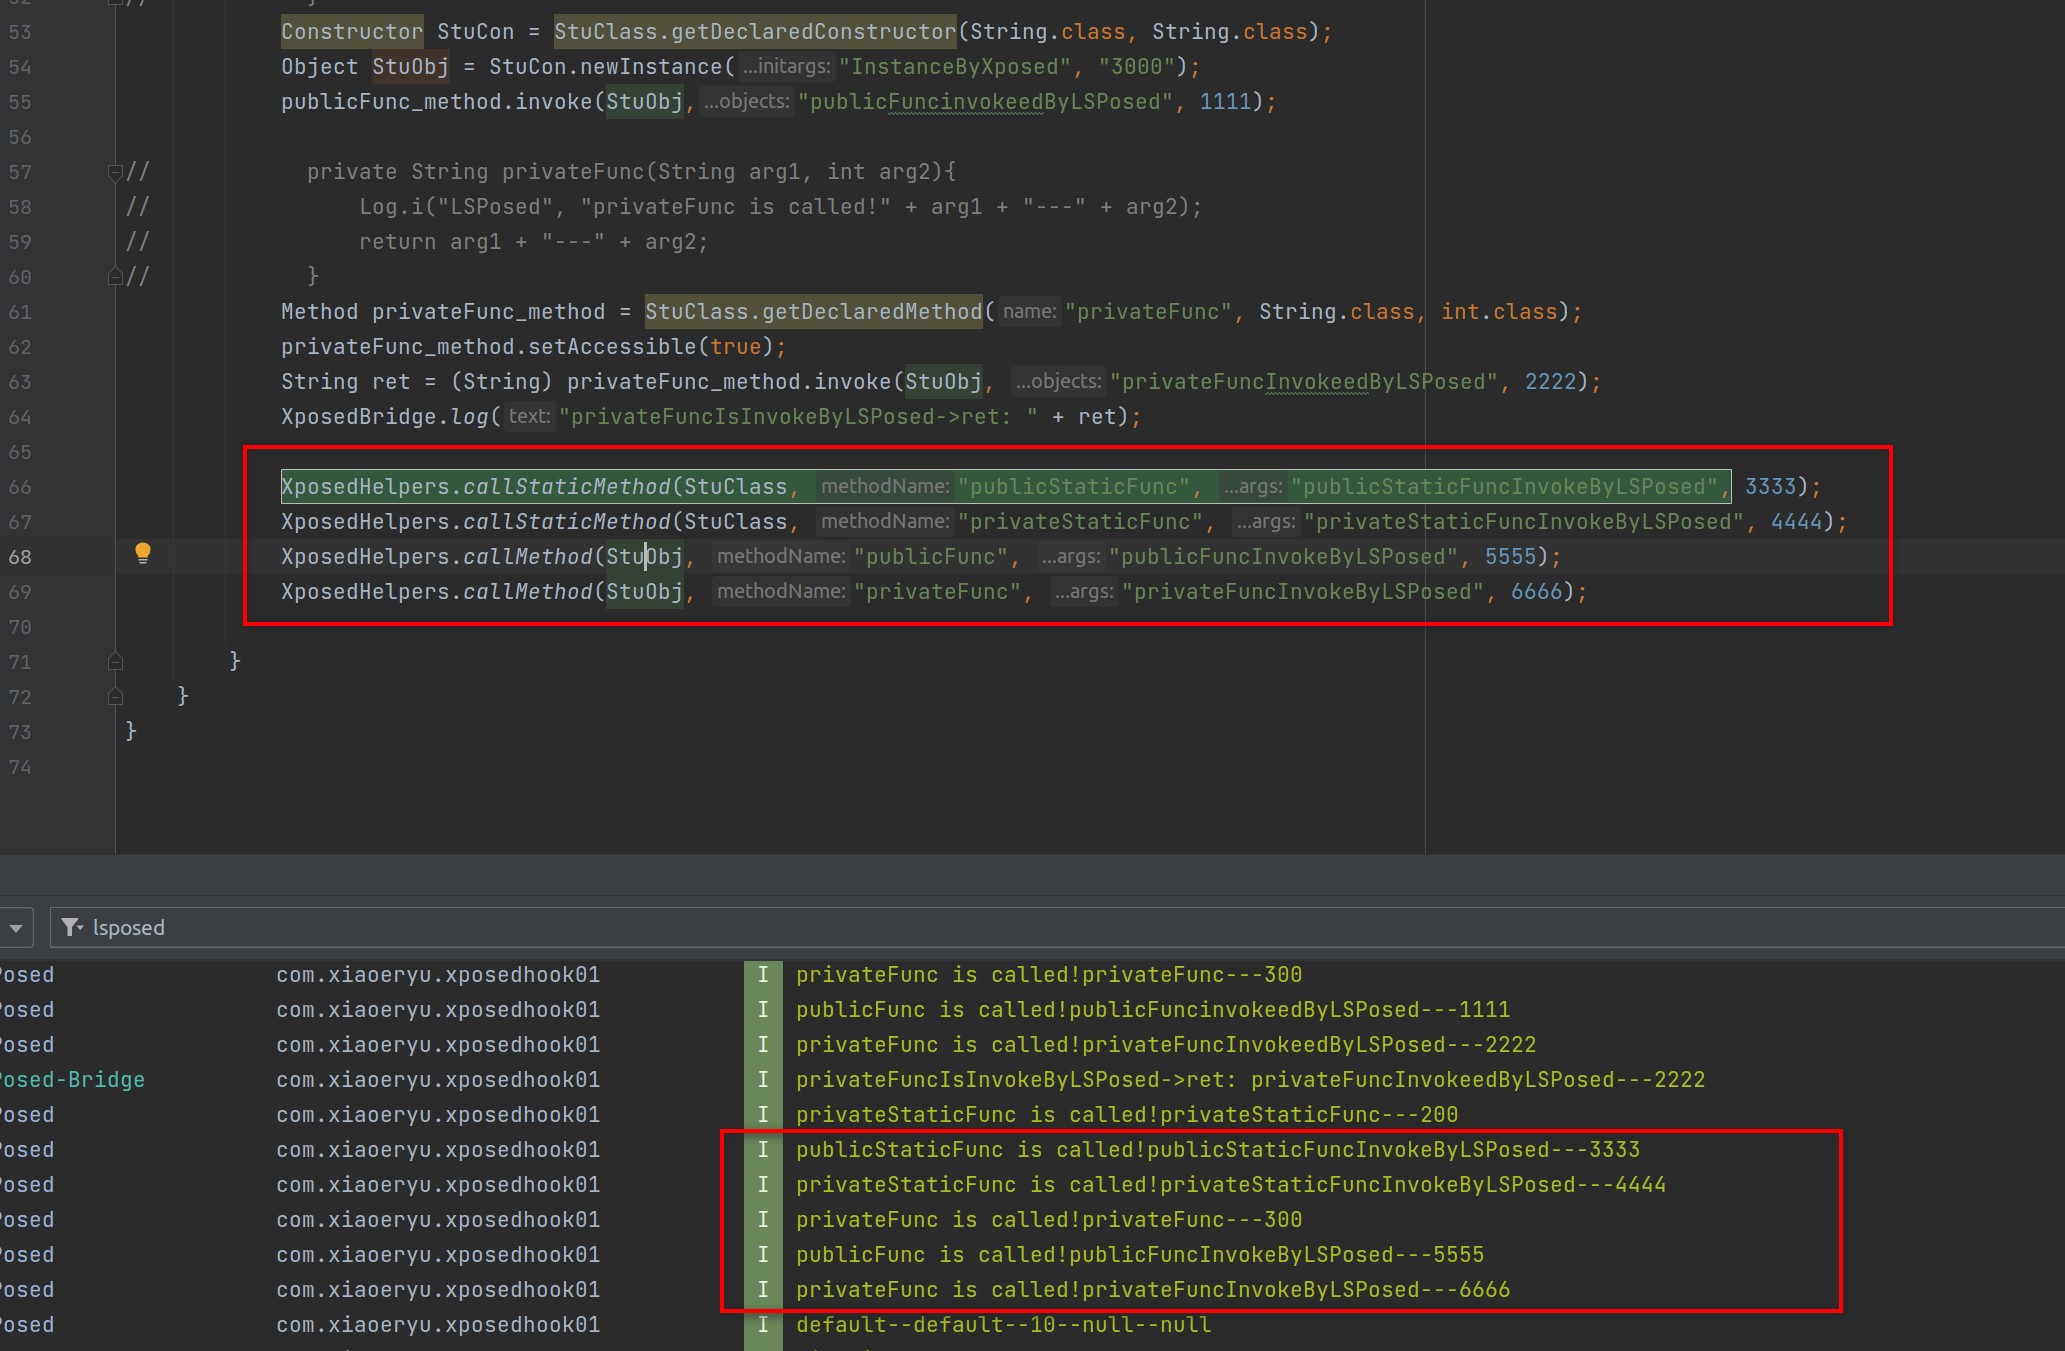 53 Constructor StuCon = StuClass.getDeclaredConstructor(String.class, String.class);
54 Object StuObj = StuCon.newInstance( ...initargs: "InstanceByXposed", "3000");
55 publicFunc_method.invoke(StuObj, ...objects: "publicFuncinvokeedByLSPosed", 1111);
56
57 // private String privateFunc(String arg1, int arg2){
58 // Log.i("LSPosed", "privateFunc is called!" + arg1 + "---" + arg2);
59 // return arg1 + "---" + arg2;
60 // }
61 Method privateFunc_method = StuClass.getDeclaredMethod( name: "privateFunc", String.class, int.class);
62 privateFunc_method.setAccessible(true);
63 String ret = (String) privateFunc_method.invoke(StuObj, ...objects: "privateFuncInvokeedByLSPosed", 2222);
64 XposedBridge.log( text: "privateFuncIsInvokeByLSPosed->ret: " + ret);
65
66 XposedHelpers.callStaticMethod(StuClass, methodName: "publicStaticFunc", ...args: "publicStaticFuncInvokeByLSPosed", 3333);
67 XposedHelpers.callStaticMethod(StuClass, methodName: "privateStaticFunc", ...args: "privateStaticFuncInvokeByLSPosed", 4444);
68 XposedHelpers.callMethod(StuObj, methodName: "publicFunc", ...args: "publicFuncInvokeByLSPosed", 5555);
69 XposedHelpers.callMethod(StuObj, methodName: "privateFunc", ...args: "privateFuncInvokeByLSPosed", 6666);
70
71 }
72 }
73 }
74
lsposed
Posed com.xiaoeryu.xposedhook01 I privateFunc is called!privateFunc---300
Posed com.xiaoeryu.xposedhook01 I publicFunc is called!publicFuncinvokeedByLSPosed---1111
Posed com.xiaoeryu.xposedhook01 I privateFunc is called!privateFuncInvokeedByLSPosed---2222
Posed-Bridge com.xiaoeryu.xposedhook01 I privateFuncIsInvokeByLSPosed->ret: privateFuncInvokeedByLSPosed---2222
Posed com.xiaoeryu.xposedhook01 I privateStaticFunc is called!privateStaticFunc---200
Posed com.xiaoeryu.xposedhook01 I publicStaticFunc is called!publicStaticFuncInvokeByLSPosed---3333
Posed com.xiaoeryu.xposedhook01 I privateStaticFunc is called!privateStaticFuncInvokeByLSPosed---4444
Posed com.xiaoeryu.xposedhook01 I privateFunc is called!privateFunc---300
Posed com.xiaoeryu.xposedhook01 I publicFunc is called!publicFuncInvokeByLSPosed---5555
Posed com.xiaoeryu.xposedhook01 I privateFunc is called!privateFuncInvokeByLSPosed---6666
Posed com.xiaoeryu.xposedhook01 I default--default--10--null--null